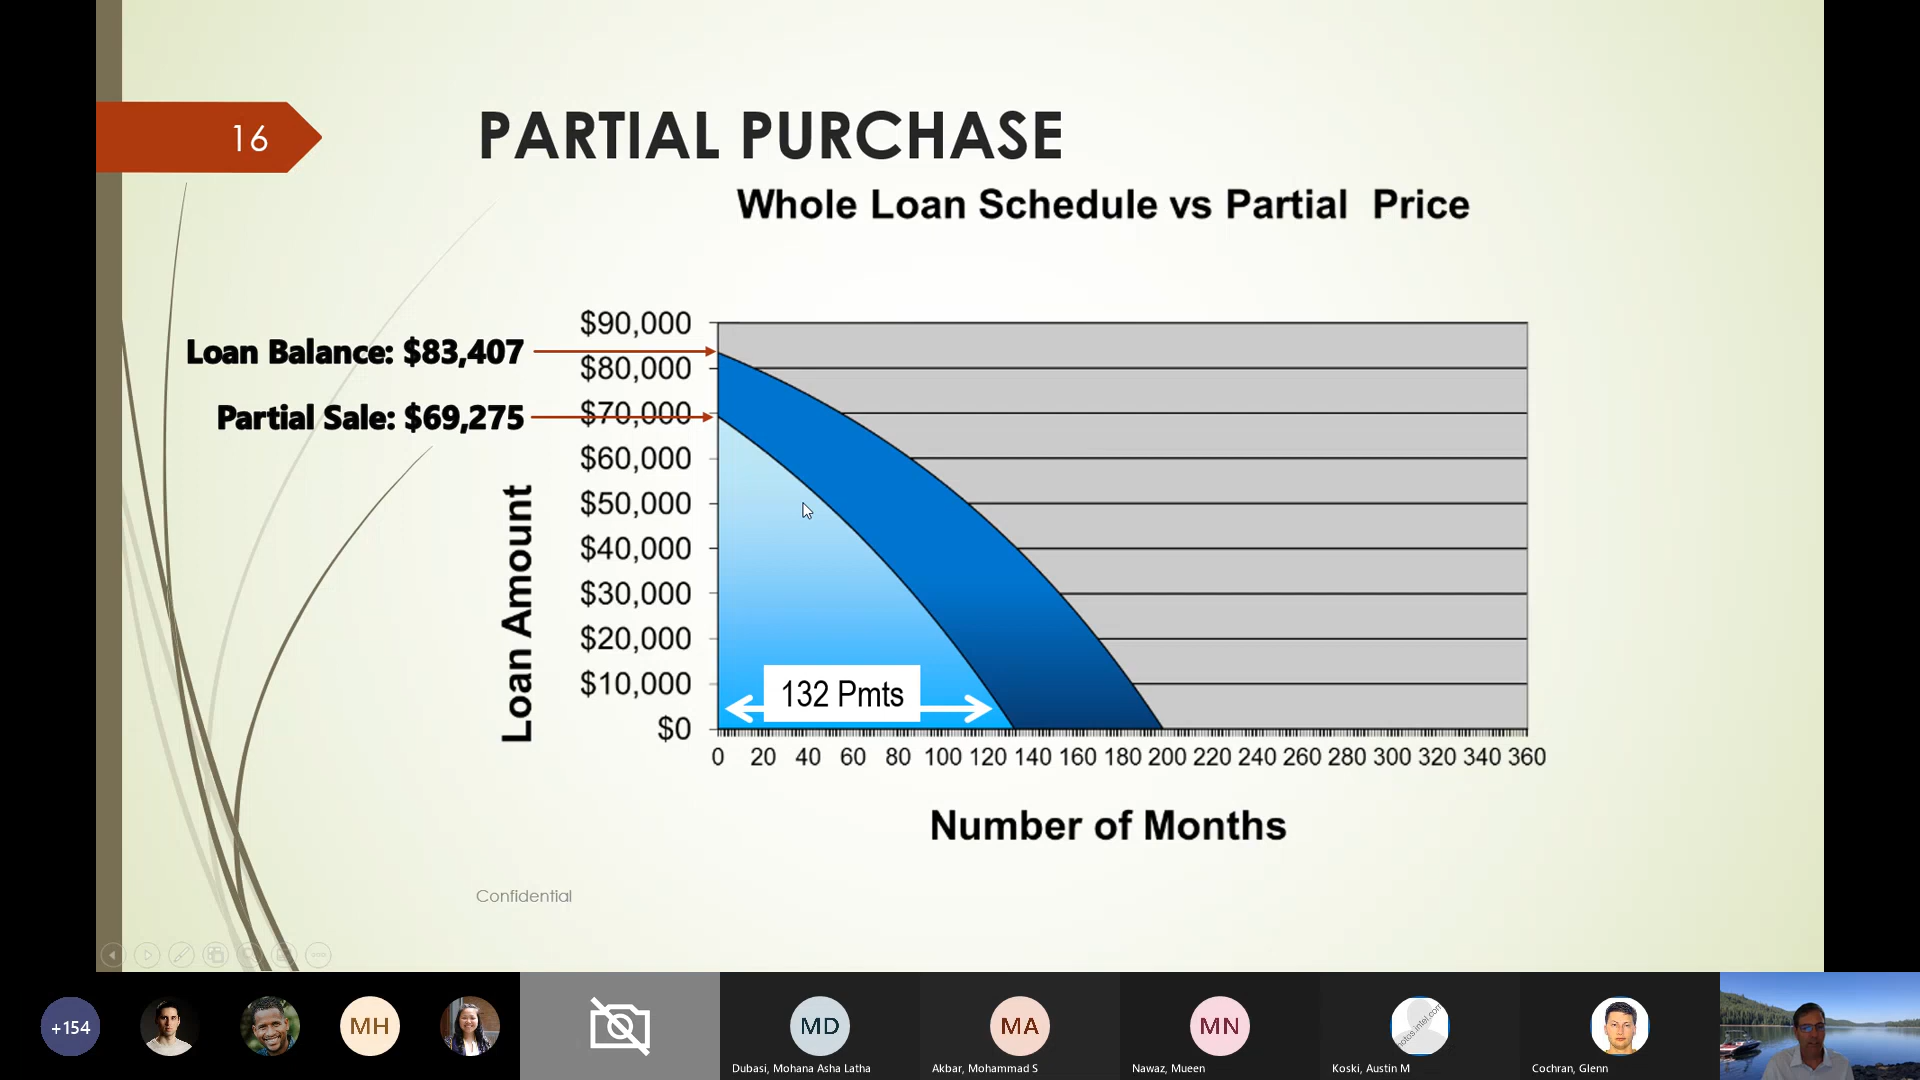 16
PARTIAL PURCHASE
Whole Loan Schedule vs Partial Price
Loan Balance: $83,407
Partial Sale: $69,275
Loan Amount
$90,000
$80,000
$70,000
$60,000
$50,000
$40,000
$30,000
$20,000
$10,000
$0
132 Pmts
0 20 40 60 80 100 120 140 160 180 200 220 240 260 280 300 320 340 360
Number of Months
Confidential
+154
MH
MD
MA
MN
Dubasi, Mohana Asha Latha
Akbar, Mohammad S
Nawaz, Mueen
Koski, Austin M
Cochran, Glenn